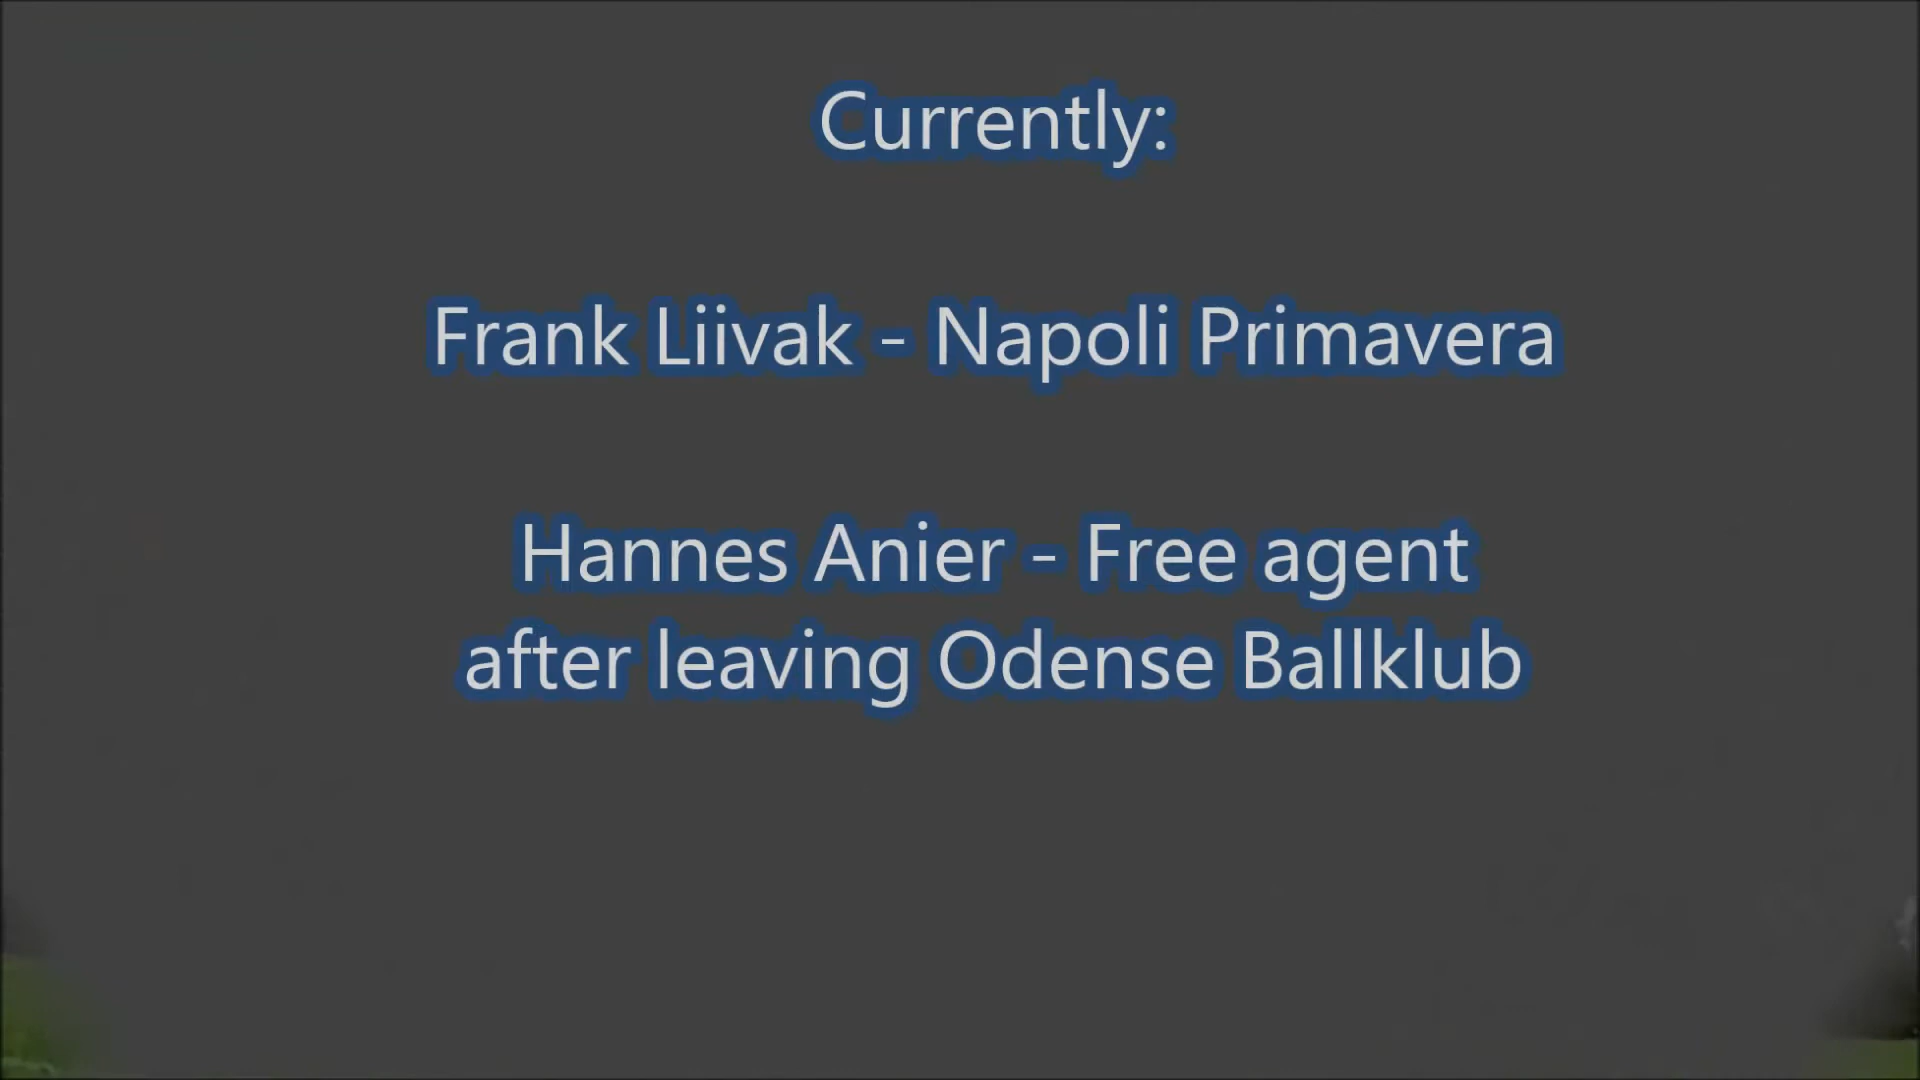 Currently:
Frank Liivak - Napoli Primavera
Hannes Anier - Free agent
after leaving Odense Ballklub